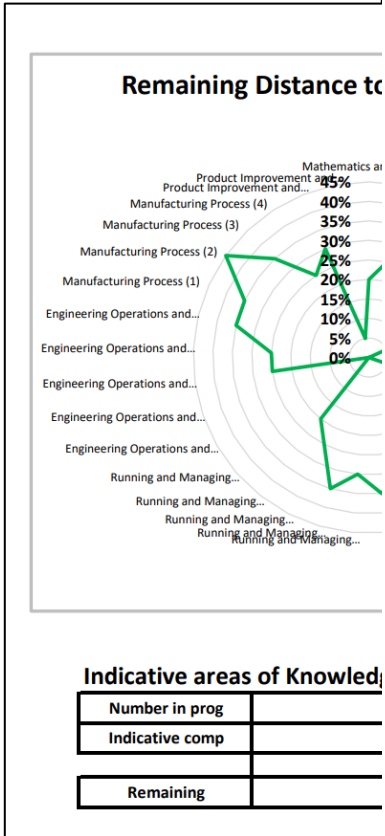 Remaining Distance to
Mathematics an
Product Improvement and...
Product Improvement and...
45%
Manufacturing Process (4)
40%
Manufacturing Process (3)
35%
30%
Manufacturing Process (2)
25%
Manufacturing Process (1)
20%
15%
Engineering Operations and...
10%
Engineering Operations and...
5%
0%
Engineering Operations and...
Engineering Operations and...
Engineering Operations and...
Running and Managing...
Running and Managing...
Running and Managing...
Running and Managing...
Running and Managing...
Indicative areas of Knowledg
Number in prog
Indicative comp
Remaining